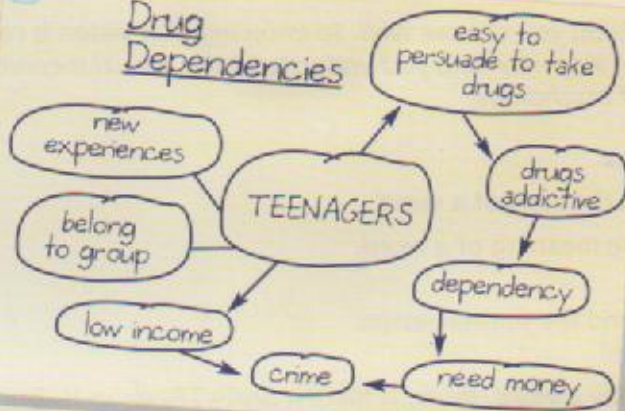 Drug
Dependencies
easy to
persuade to take
drugs
new
experiences
TEENAGERS
drugs
addictive
belong
to group
dependency
low income
crime
need money